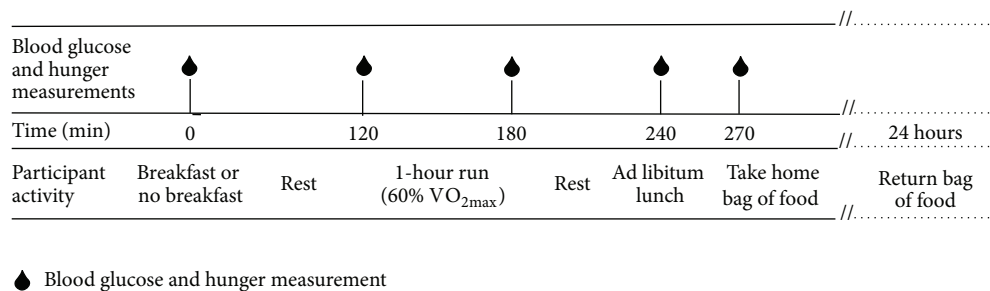 Blood glucose
and hunger
measurements
Time (min) 0 120 180 240 270 24 hours
Participant
activity
Breakfast or
no breakfast
Rest
1-hour run
(60% VO2max)
Rest
Ad libitum
lunch
Take home
bag of food
Return bag
of food
Blood glucose and hunger measurement